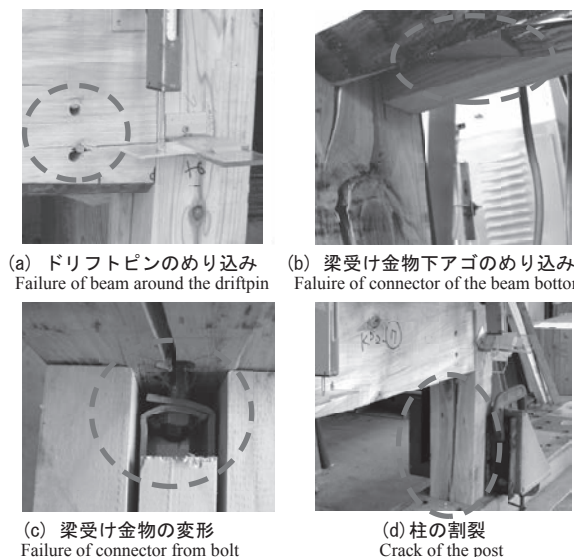 (a) ドリフトピンのめり込み
Failure of beam around the driftpin
(b) 梁受け金物下アゴのめり込み
Faluire of connector of the beam bottom
(c) 梁受け金物の変形
Failure of connector from bolt
(d) 柱の割裂
Crack of the post